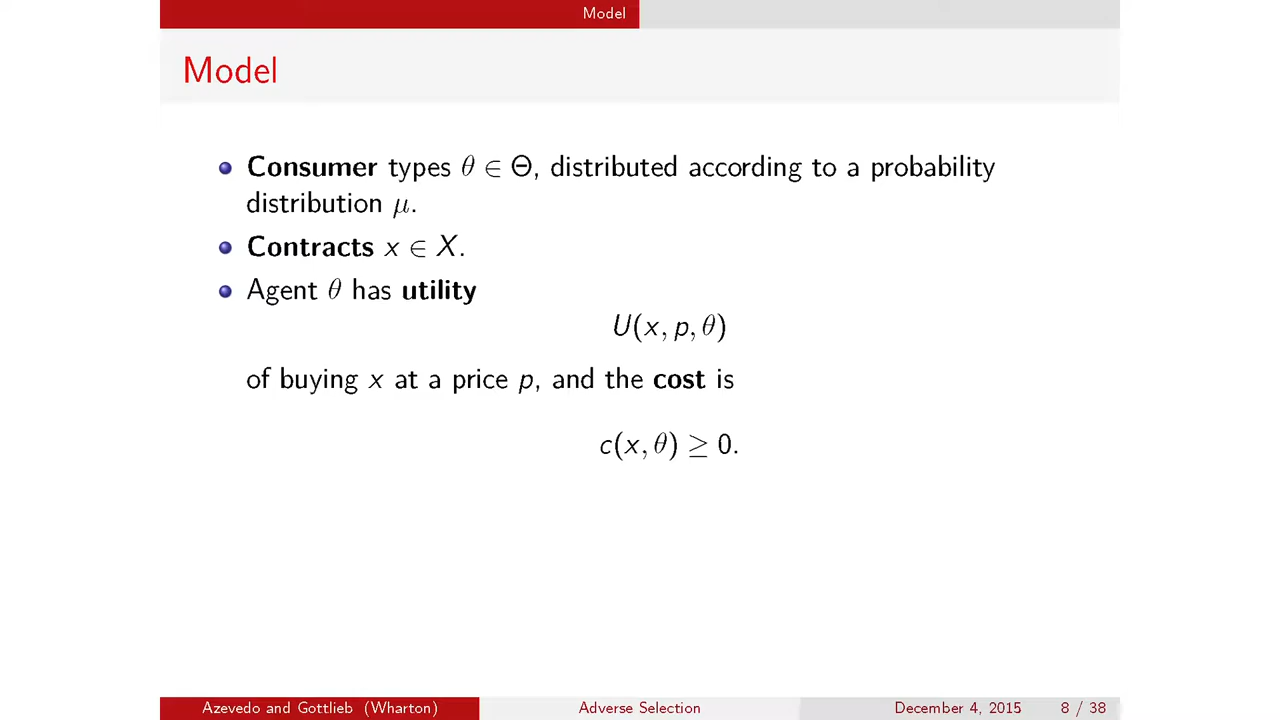 Model
Model
Consumer types θ ∈ Θ, distributed according to a probability
distribution μ.
Contracts x ∈ X.
Agent θ has utility
U(x, p, θ)
of buying x at a price p, and the cost is
c(x, θ) ≥ 0.
Azevedo and Gottlieb (Wharton) Adverse Selection December 4, 2015 8 / 38